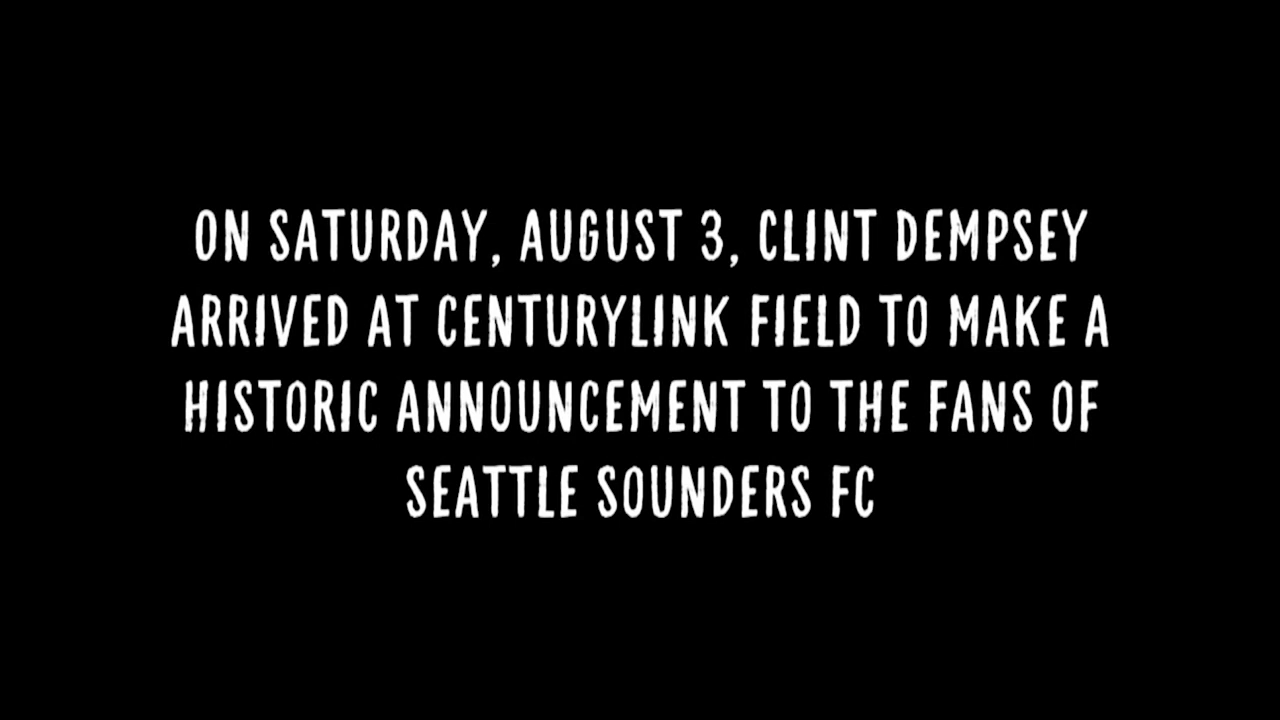 ON SATURDAY, AUGUST 3, CLINT DEMPSEY
ARRIVED AT CENTURYLINK FIELD TO MAKE A
HISTORIC ANNOUNCEMENT TO THE FANS OF
SEATTLE SOUNDERS FC